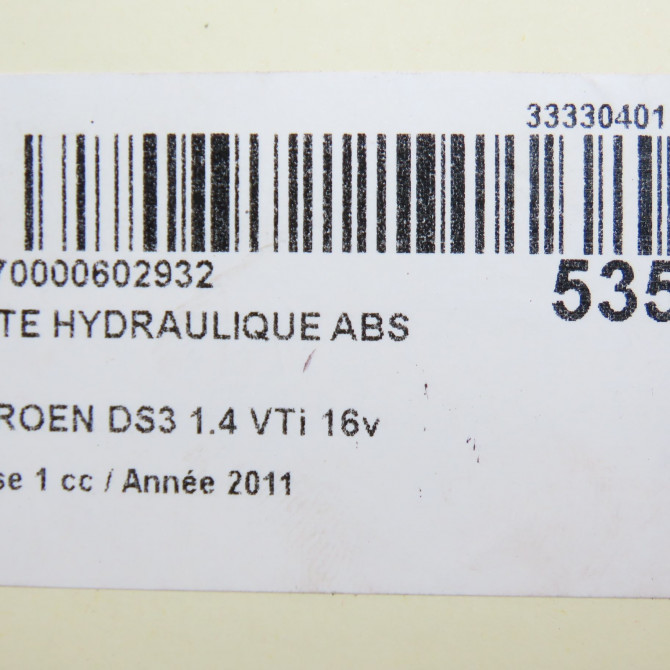 33330401
70000602932
535
TE HYDRAULIQUE ABS
ROEN DS3 1.4 VTi 16v
se 1 cc / Année 2011